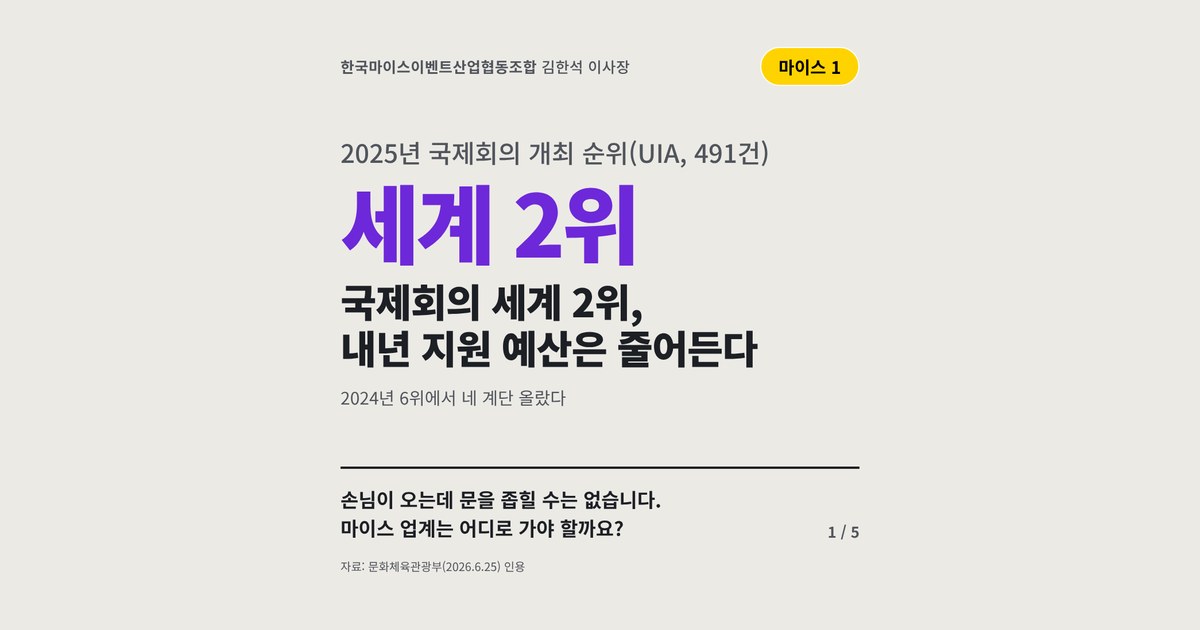 한국마이스이벤트산업협동조합 김한석 이사장
마이스 1
2025년 국제회의 개최 순위(UIA, 491건)
세계 2위
국제회의 세계 2위,
내년 지원 예산은 줄어든다
2024년 6위에서 네 계단 올랐다
손님이 오는데 문을 좁힐 수는 없습니다.
마이스 업계는 어디로 가야 할까요?
1 / 5
자료: 문화체육관광부(2026.6.25) 인용